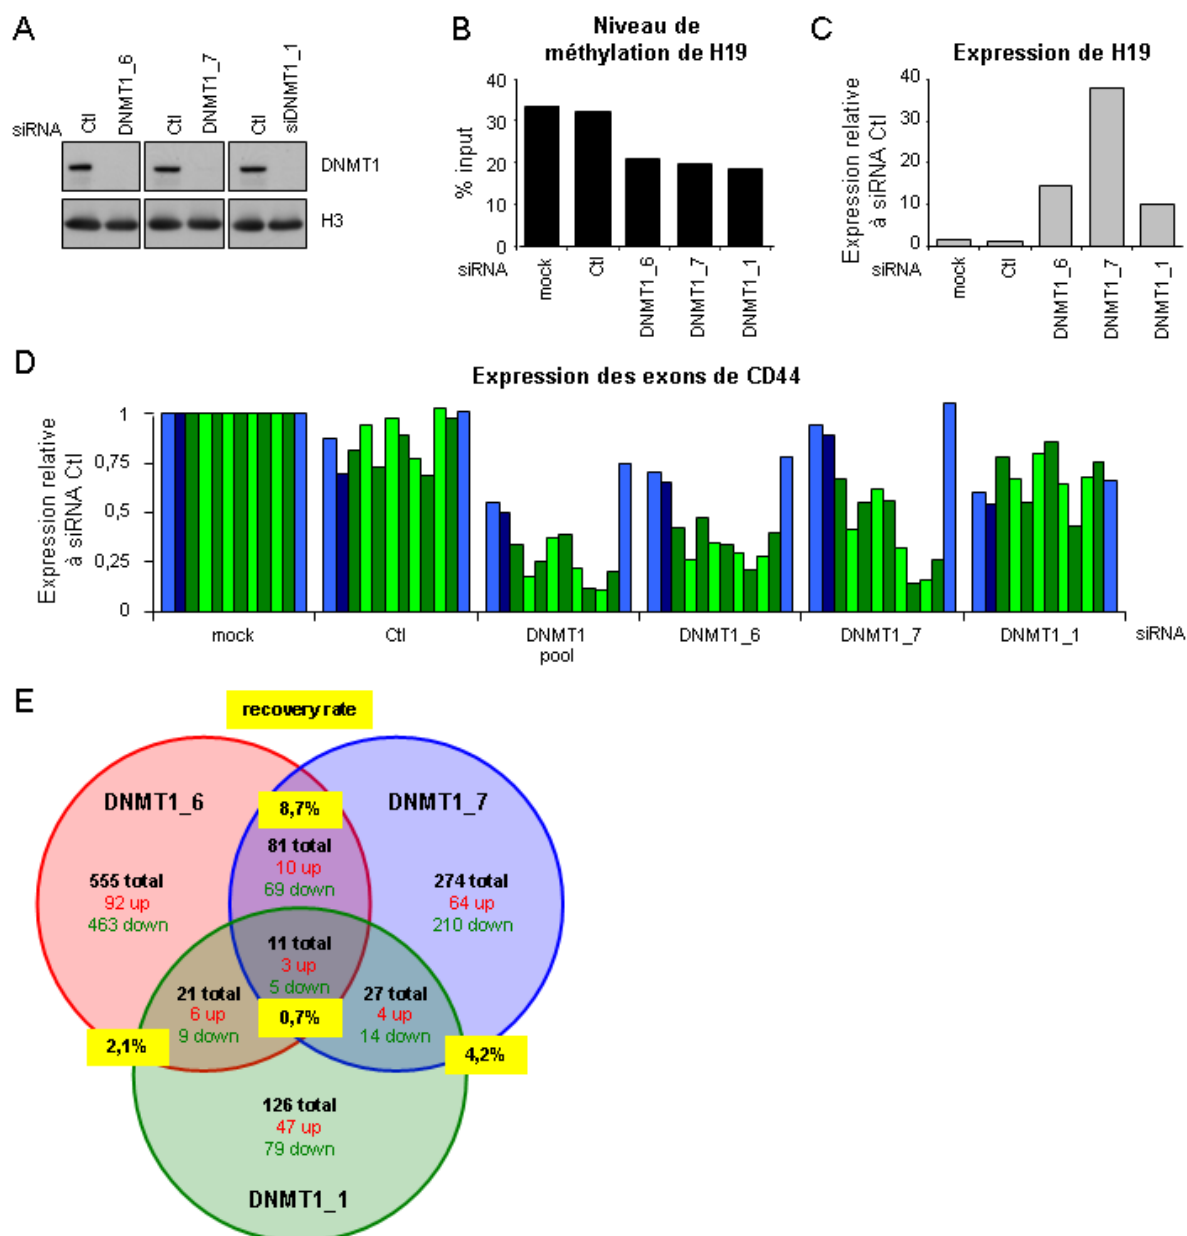 A
siRNA
Ctl
DNMT1_6
Ctl
DNMT1_7
Ctl
siDNMT1_1
DNMT1
H3
B
Niveau de
méthylation de H19
% input
40
30
20
10
0
siRNA
mock
Ctl
DNMT1_6
DNMT1_7
DNMT1_1
C
Expression de H19
Expression relative
à siRNA Ctl
40
30
20
10
0
siRNA
mock
Ctl
DNMT1_6
DNMT1_7
DNMT1_1
D
Expression des exons de CD44
Expression relative
à siRNA Ctl
1
0,75
0,5
0,25
0
mock
Ctl
DNMT1
pool
DNMT1_6
DNMT1_7
DNMT1_1
siRNA
E
recovery rate
DNMT1_6
8,7%
DNMT1_7
81 total
10 up
69 down
555 total
92 up
463 down
274 total
64 up
210 down
11 total
3 up
5 down
21 total
6 up
9 down
27 total
4 up
14 down
0,7%
2,1%
4,2%
126 total
47 up
79 down
DNMT1_1